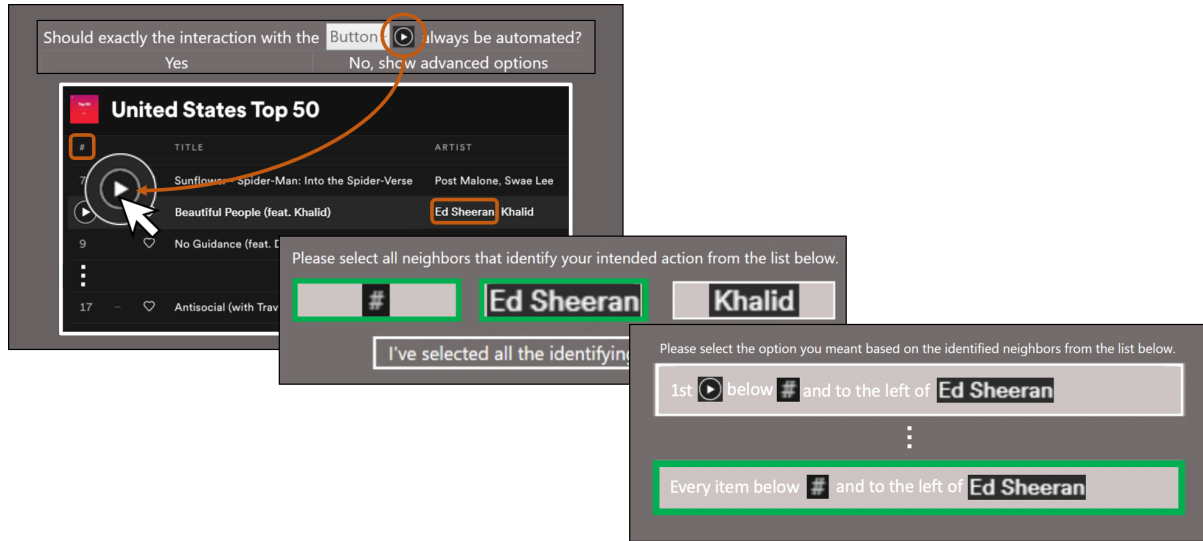 Should exactly the interaction with the Button always be automated?
Yes
No, show advanced options
Top 50
United States Top 50
#
TITLE
ARTIST
7
Sunflower - Spider-Man: Into the Spider-Verse
Post Malone, Swae Lee
Beautiful People (feat. Khalid)
Ed Sheeran, Khalid
9
No Guidance (feat. D
17
Antisocial (with Trav
Please select all neighbors that identify your intended action from the list below.
#
Ed Sheeran
Khalid
I've selected all the identifying
Please select the option you meant based on the identified neighbors from the list below.
1st below # and to the left of Ed Sheeran
Every item below # and to the left of Ed Sheeran